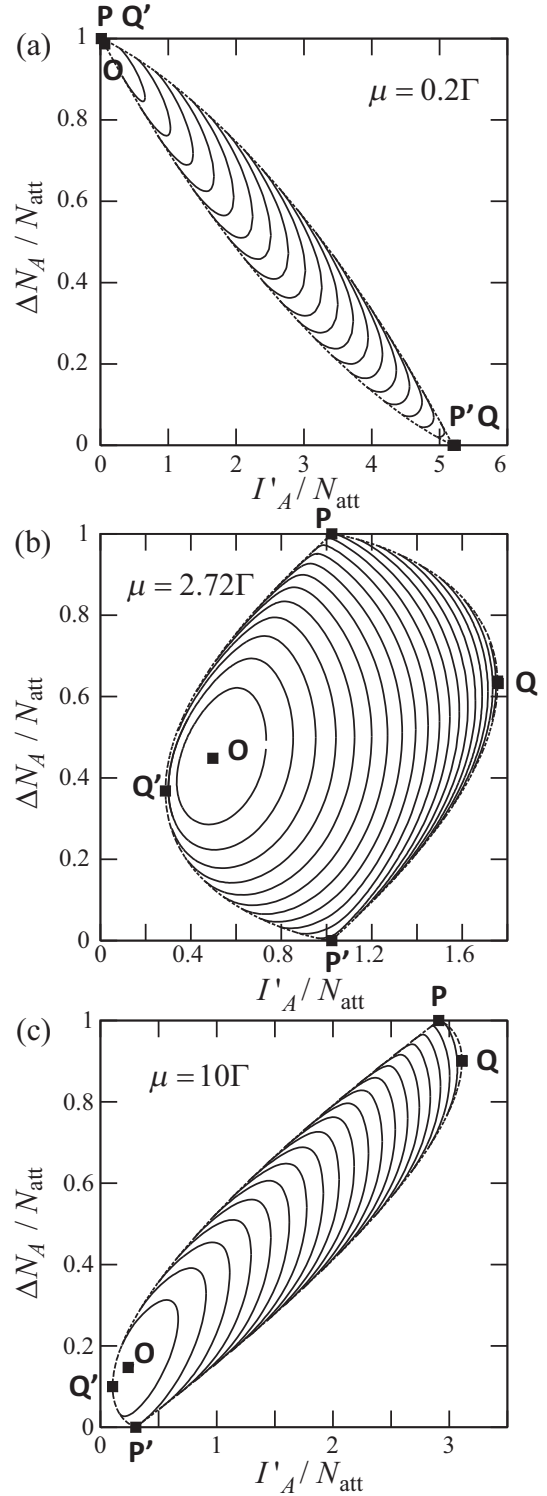 (a)
P Q'
O
μ = 0.2Γ
1
0.8
0.6
0.4
0.2
0
ΔN_A / N_att
P' Q
0 1 2 3 4 5 6
I'_A / N_att
(b)
P
μ = 2.72Γ
1
0.8
0.6
0.4
0.2
0
ΔN_A / N_att
Q
O
Q'
0 0.4 0.8 1.2 1.6
P'
I'_A / N_att
(c)
P
μ = 10Γ
Q
1
0.8
0.6
0.4
0.2
0
ΔN_A / N_att
O
Q'
P'
0 1 2 3
I'_A / N_att